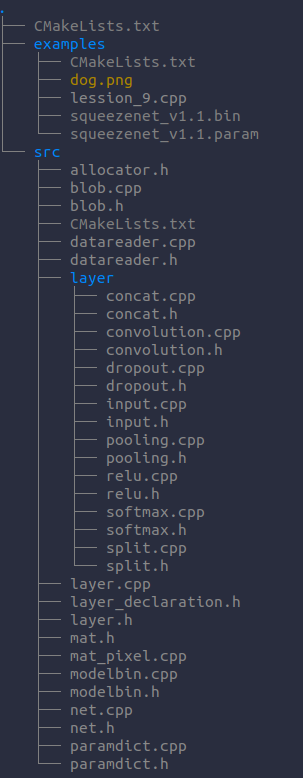 .
CMakeLists.txt
examples
CMakeLists.txt
dog.png
lession_9.cpp
squeezenet_v1.1.bin
squeezenet_v1.1.param
src
allocator.h
blob.cpp
blob.h
CMakeLists.txt
datareader.cpp
datareader.h
layer
concat.cpp
concat.h
convolution.cpp
convolution.h
dropout.cpp
dropout.h
input.cpp
input.h
pooling.cpp
pooling.h
relu.cpp
relu.h
softmax.cpp
softmax.h
split.cpp
split.h
layer.cpp
layer_declaration.h
layer.h
mat.h
mat_pixel.cpp
modelbin.cpp
modelbin.h
net.cpp
net.h
paramdict.cpp
paramdict.h